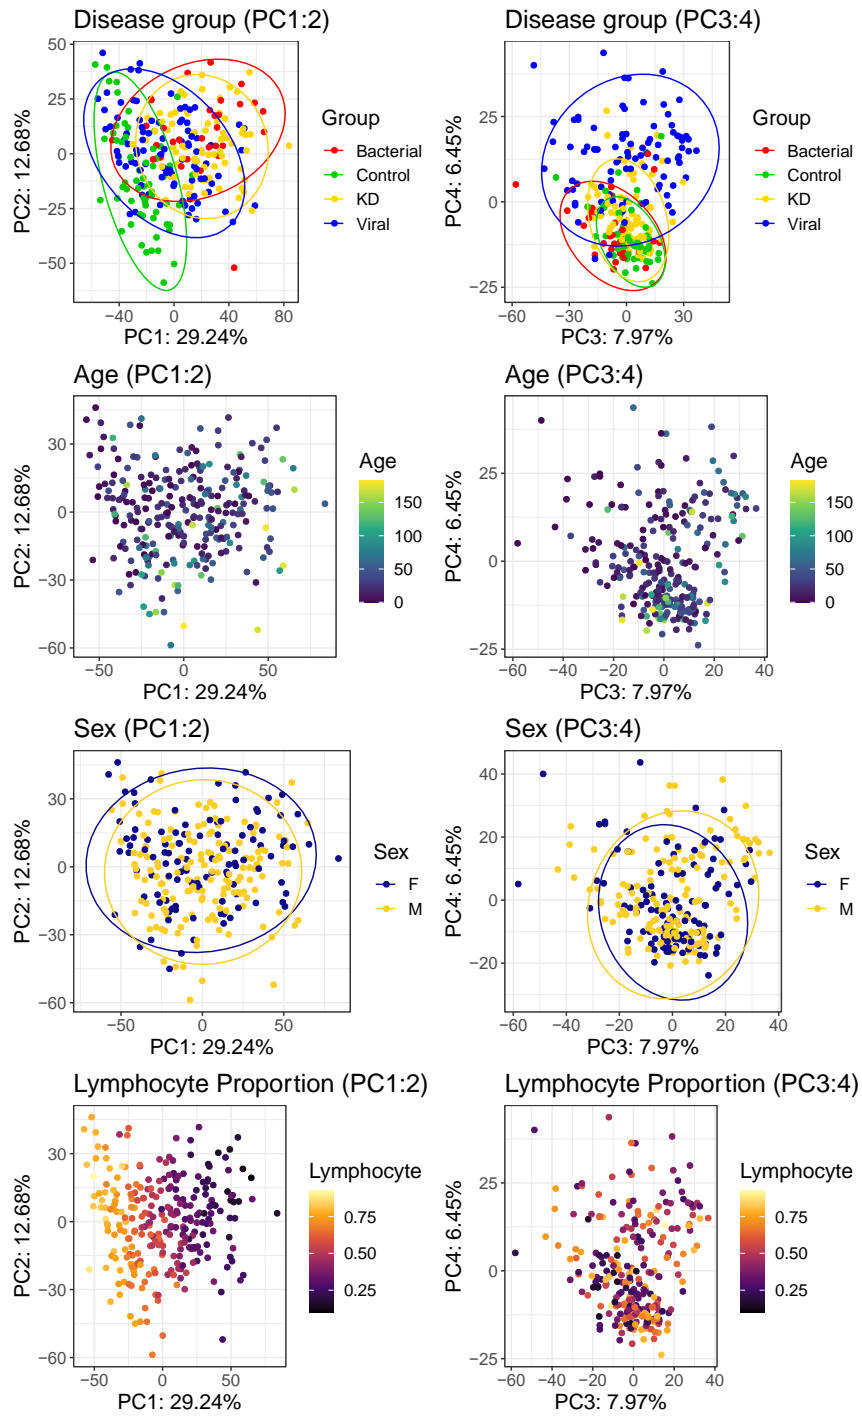 Disease group (PC1:2)
50
25
0
−25
−50
−40
0
40
80
PC2: 12.68%
PC1: 29.24%
Group
Bacterial
Control
KD
Viral
Disease group (PC3:4)
25
0
−25
−60
−30
0
30
PC4: 6.45%
PC3: 7.97%
Group
Bacterial
Control
KD
Viral
Age (PC1:2)
30
0
−30
−60
−50
0
50
PC2: 12.68%
PC1: 29.24%
Age
150
100
50
0
Age (PC3:4)
25
0
−25
−60
−40
−20
0
20
40
PC4: 6.45%
PC3: 7.97%
Age
150
100
50
0
Sex (PC1:2)
30
0
−30
−60
−50
0
50
PC2: 12.68%
PC1: 29.24%
Sex
F
M
Sex (PC3:4)
40
20
0
−20
−60
−40
−20
0
20
40
PC4: 6.45%
PC3: 7.97%
Sex
F
M
Lymphocyte Proportion (PC1:2)
30
0
−30
−60
−50
0
50
PC2: 12.68%
PC1: 29.24%
Lymphocyte
0.75
0.50
0.25
Lymphocyte Proportion (PC3:4)
25
0
−25
−60
−40
−20
0
20
40
PC4: 6.45%
PC3: 7.97%
Lymphocyte
0.75
0.50
0.25